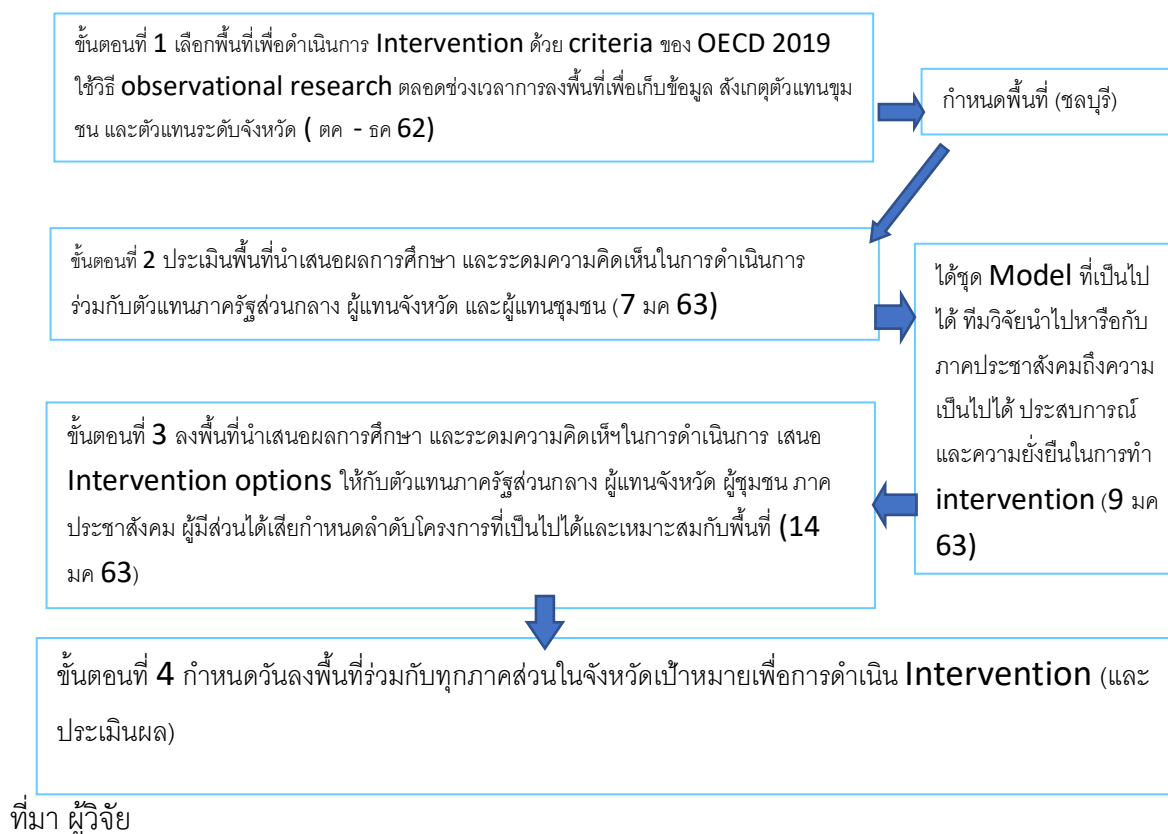 ขั้นตอนที่ 1 เลือกพื้นที่เพื่อดำเนินการ Intervention ด้วย criteria ของ OECD 2019
ใช้วิธี observational research ตลอดช่วงเวลาการลงพื้นที่เพื่อเก็บข้อมูล สังเกตุตัวแทนขุม
ชน และตัวแทนระดับจังหวัด ( ตค - ธค 62)
กำหนดพื้นที่ (ชลบุรี)
ขั้นตอนที่ 2 ประเมินพื้นที่นำเสนอผลการศึกษา และระดมความคิดเห็นในการดำเนินการ
ร่วมกับตัวแทนภาครัฐส่วนกลาง ผู้แทนจังหวัด และผู้แทนชุมชน (7 มค 63)
ได้ชุด Model ที่เป็นไป
ได้ ทีมวิจัยนำไปหารือกับ
ภาคประชาสังคมถึงความ
เป็นไปได้ ประสบการณ์
และความยั่งยืนในการทำ
intervention (9 มค
63)
ขั้นตอนที่ 3 ลงพื้นที่นำเสนอผลการศึกษา และระดมความคิดเห็ฯในการดำเนินการ เสนอ
Intervention options ให้กับตัวแทนภาครัฐส่วนกลาง ผู้แทนจังหวัด ผู้ชุมชน ภาค
ประชาสังคม ผู้มีส่วนได้เสียกำหนดลำดับโครงการที่เป็นไปได้และเหมาะสมกับพื้นที่ (14
มค 63)
ขั้นตอนที่ 4 กำหนดวันลงพื้นที่ร่วมกับทุกภาคส่วนในจังหวัดเป้าหมายเพื่อการดำเนิน Intervention (และ
ประเมินผล)
ที่มา ผู้วิจัย